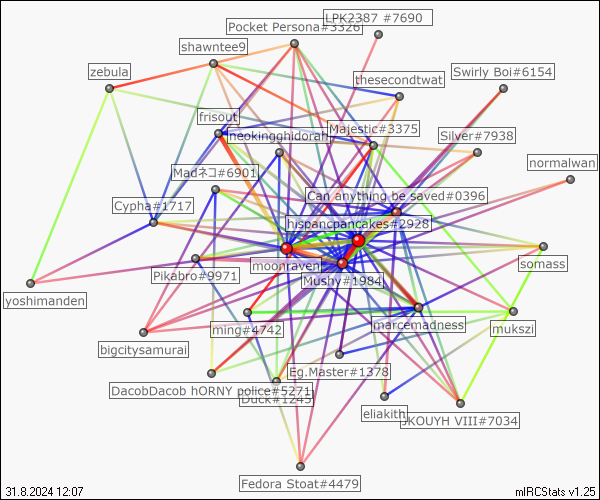 LPK2387 #7690
Pocket Persona#3326
shawntee9
zebula
thesecondtwat
Swirly Boi#6154
frisout
neokingghidorah
Majestic#3375
Silver#7938
normalwan
Madネコ#6901
Can anything be saved#0396
Cypha#1717
hispancpancakes#2928
moonraven
somass
Pikabro#9971
Mushy#1984
yoshimanden
ming#4742
marcemadness
mukszi
bigcitysamurai
Eg.Master#1378
DacobDacob hORNY police#5271
Duck#1245
eliakith
JKOUYH VIII#7034
Fedora Stoat#4479
31.8.2024 12:07
mIRCStats v1.25